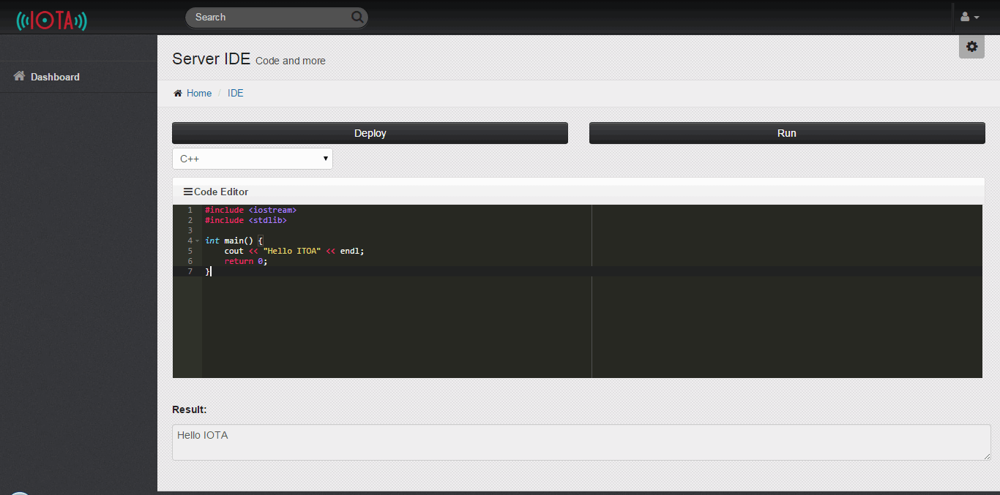 IOTA
Search
Server IDE Code and more
Dashboard
Home / IDE
Deploy
Run
C++
Code Editor
1 #include <iostream>
2 #include <stdlib>
3
4 int main() {
5 cout << "Hello ITOA" << endl;
6 return 0;
7 }
Result:
Hello IOTA